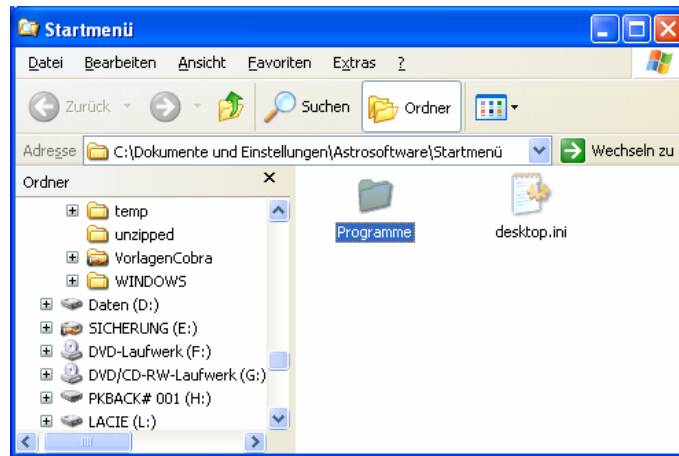 Startmenü
Datei Bearbeiten Ansicht Favoriten Extras ?
Zurück Suchen Ordner
Adresse C:\Dokumente und Einstellungen\Astrosoftware\Startmenü Wechseln zu
Ordner x
temp
unzipped
VorlagenCobra
WINDOWS
Daten (D:)
SICHERUNG (E:)
DVD-Laufwerk (F:)
DVD/CD-RW-Laufwerk (G:)
PKBACK# 001 (H:)
LACIE (L:)
Programme desktop.ini